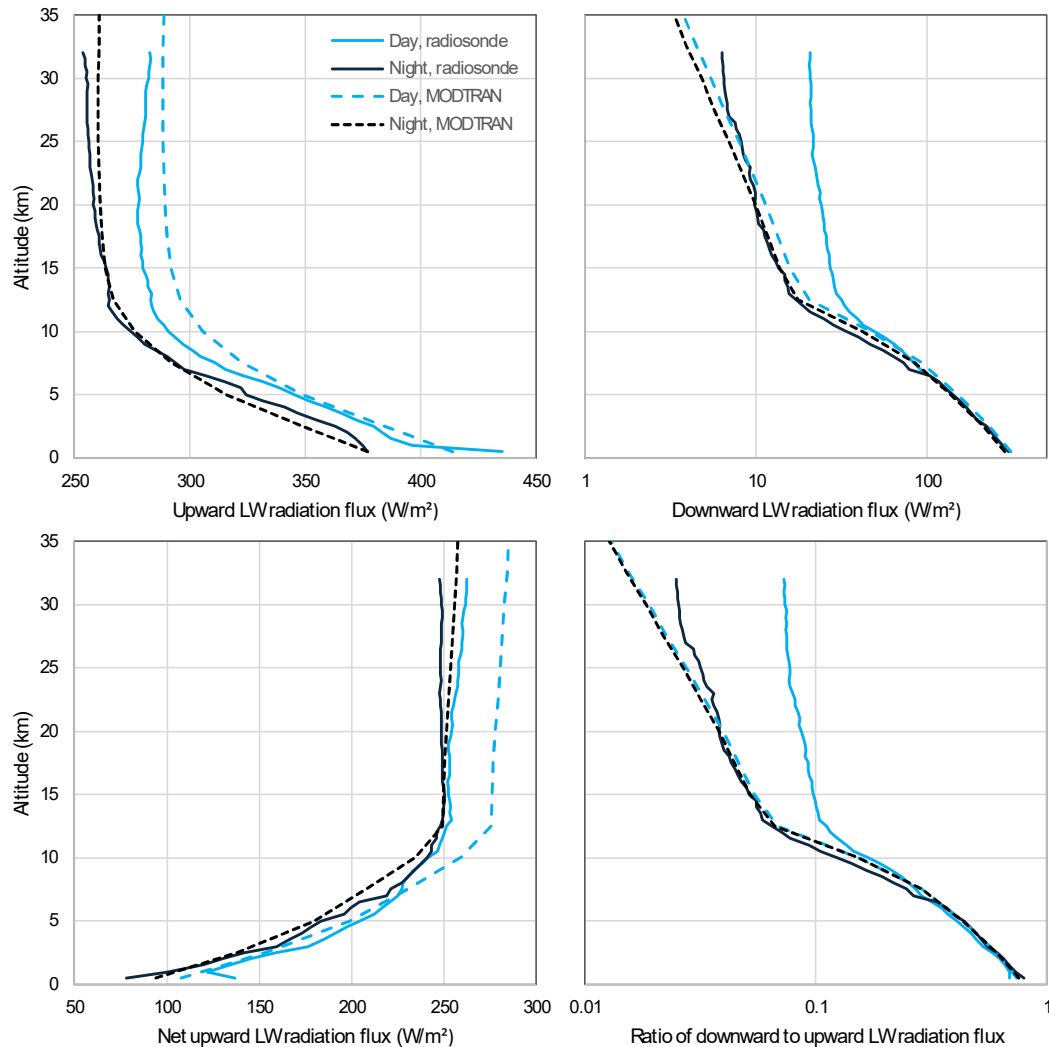 35
30
25
20
15
10
5
0
Altitude (km)
Day, radiosonde
Night, radiosonde
Day, MODTRAN
Night, MODTRAN
250 300 350 400 450
Upward LW radiation flux (W/m²)
1 10 100
Downward LW radiation flux (W/m²)
35
30
25
20
15
10
5
0
Altitude (km)
50 100 150 200 250 300
Net upward LW radiation flux (W/m²)
0.01 0.1 1
Ratio of downward to upward LW radiation flux